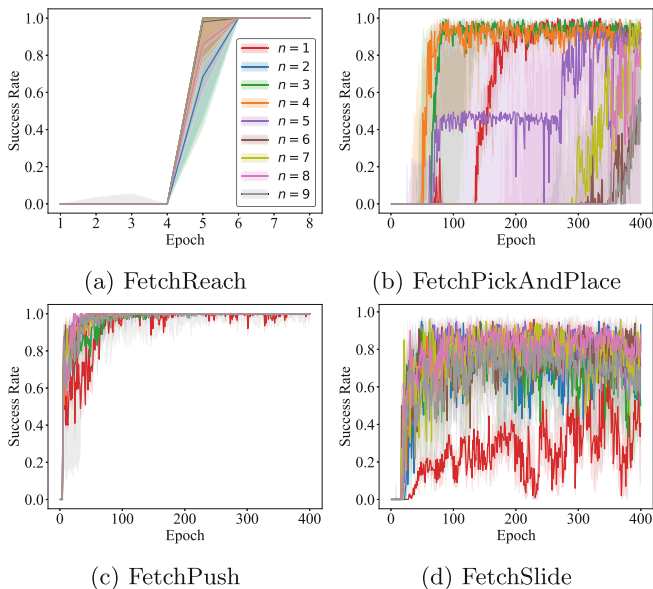 Success Rate
1.0
0.8
0.6
0.4
0.2
0.0
1 2 3 4 5 6 7 8
Epoch
n = 1
n = 2
n = 3
n = 4
n = 5
n = 6
n = 7
n = 8
n = 9
(a) FetchReach
Success Rate
1.0
0.8
0.6
0.4
0.2
0.0
0 100 200 300 400
Epoch
(b) FetchPickAndPlace
Success Rate
1.0
0.8
0.6
0.4
0.2
0.0
0 100 200 300 400
Epoch
(c) FetchPush
Success Rate
1.0
0.8
0.6
0.4
0.2
0.0
0 100 200 300 400
Epoch
(d) FetchSlide